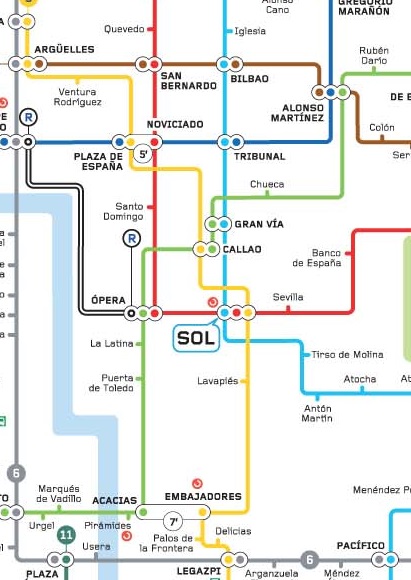 Alonso
Cano
GREGORIO
MARAÑÓN
Quevedo
Iglesia
ARGÜELLES
Rubén
Darío
SAN
BERNARDO
BILBAO
Ventura
Rodríguez
ALONSO
MARTÍNEZ
DE
R
NOVICIADO
Colón
PLAZA DE
ESPAÑA
5'
TRIBUNAL
Ser
Chueca
Santo
Domingo
GRAN VÍA
R
CALLAO
Banco
de España
ÓPERA
Sevilla
SOL
La Latina
Tirso de Molina
Puerta
de Toledo
Lavapiés
Atocha
At
Antón
Martín
6
Marqués
de Vadillo
ACACIAS
EMBAJADORES
Menéndez P
TO
7'
Urgel
Pirámides
11
Delicias
Usera
Palos de
la Frontera
PACÍFICO
6
PLAZA
LEGAZPI
Arganzuela
Méndez